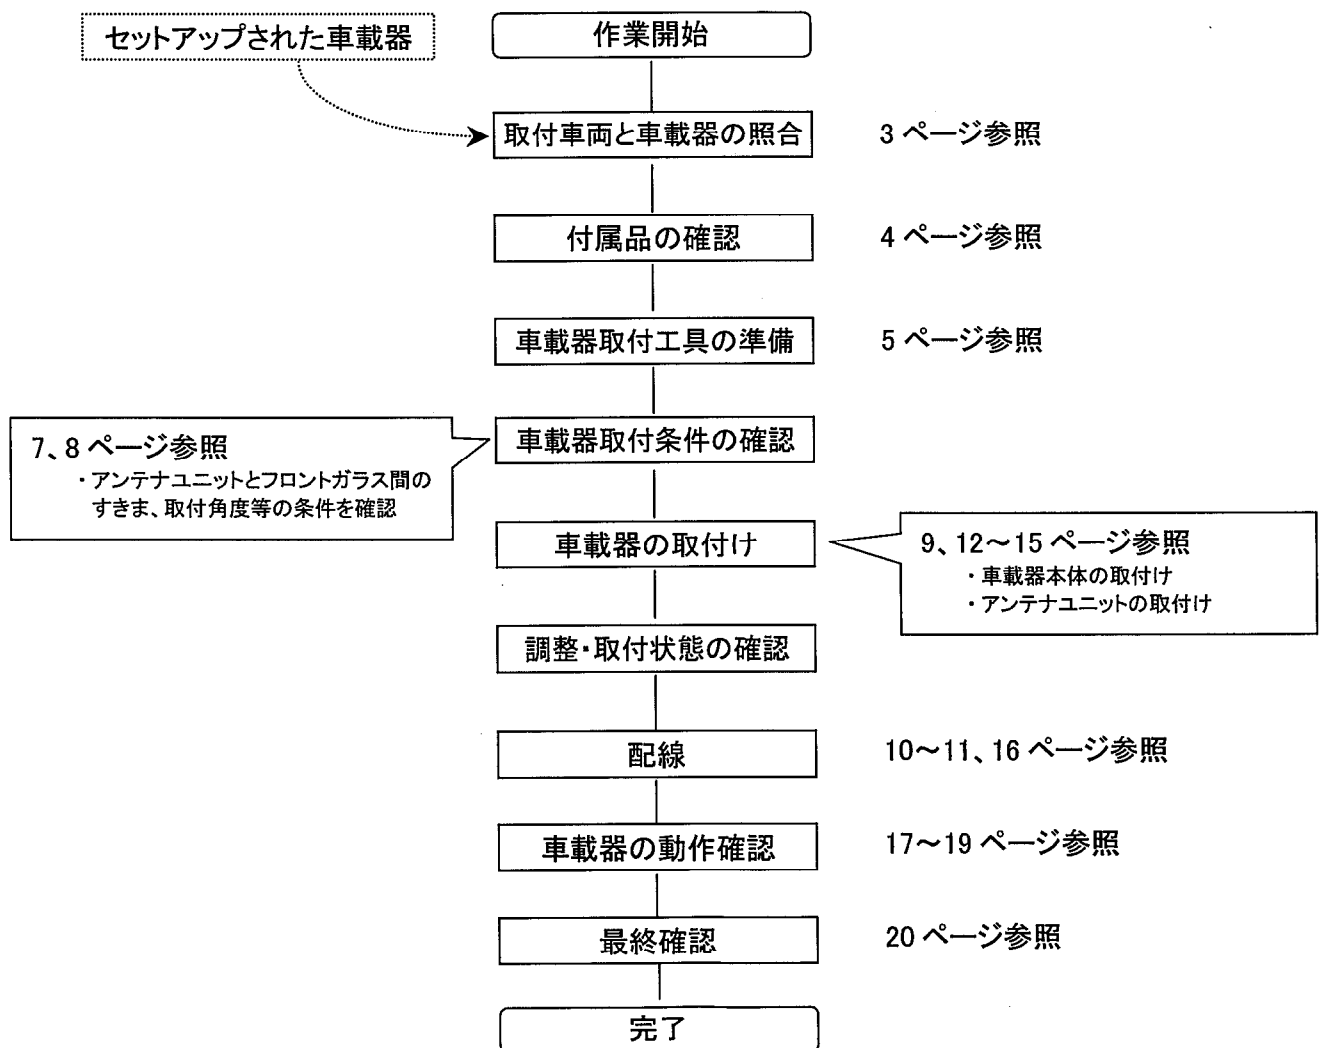 セットアップされた車載器
作業開始
取付車両と車載器の照合
3 ページ参照
付属品の確認
4 ページ参照
車載器取付工具の準備
5 ページ参照
車載器取付条件の確認
7、8 ページ参照
・アンテナユニットとフロントガラス間の
すきま、取付角度等の条件を確認
車載器の取付け
9、12～15 ページ参照
・車載器本体の取付け
・アンテナユニットの取付け
調整・取付状態の確認
配線
10～11、16 ページ参照
車載器の動作確認
17～19 ページ参照
最終確認
20 ページ参照
完了